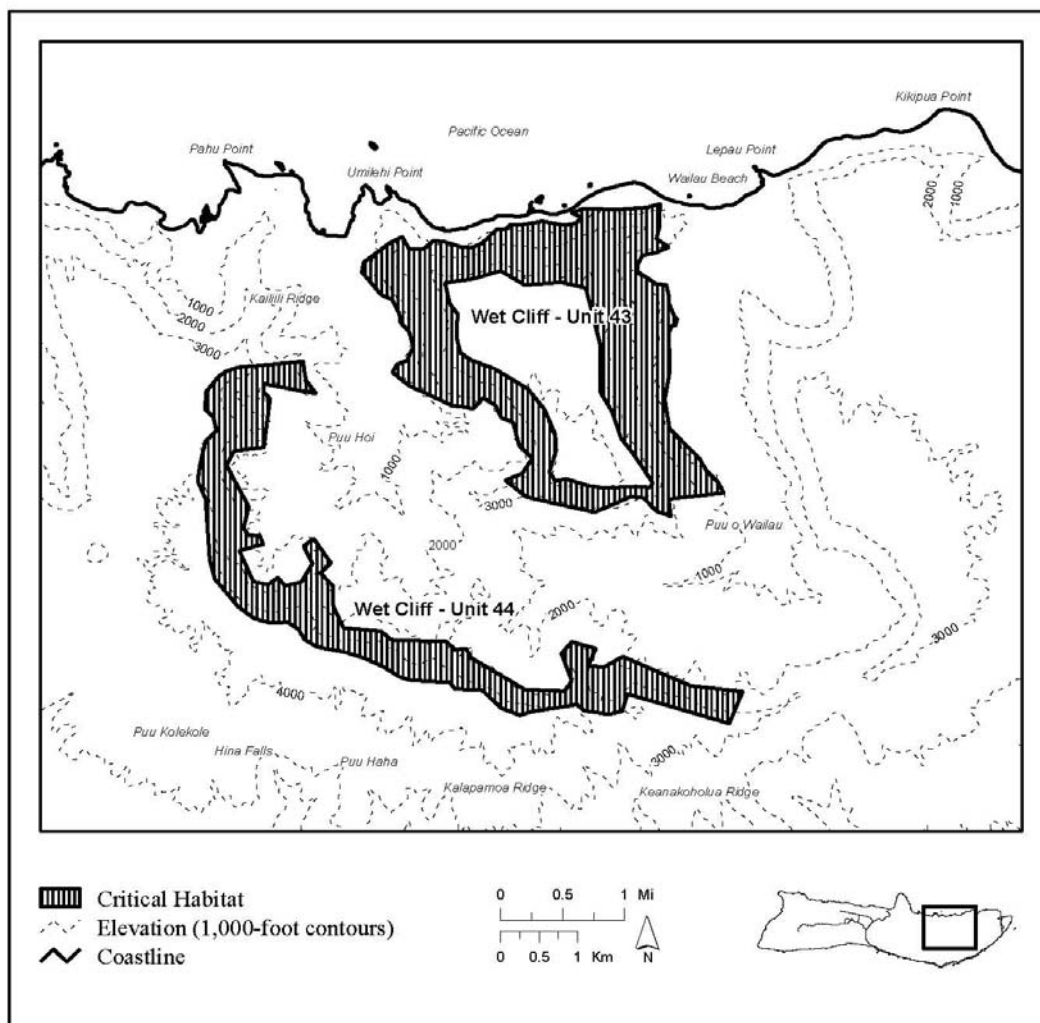 Kikipua Point
Pacific Ocean
Pahu Point
Lepau Point
Umilehi Point
Wailau Beach
2000
1000
1000
Kailiili Ridge
2000
Wet Cliff - Unit 43
3000
Puu Hoi
1000
3000
Puu o Wailau
2000
1000
Wet Cliff - Unit 44
2000
3000
4000
Puu Kolekole
Hina Falls
3000
Puu Haha
Kalapamoa Ridge
Keanakoholua Ridge
Critical Habitat
Elevation (1,000-foot contours)
Coastline
0 0.5 1 Mi
0 0.5 1 Km
N